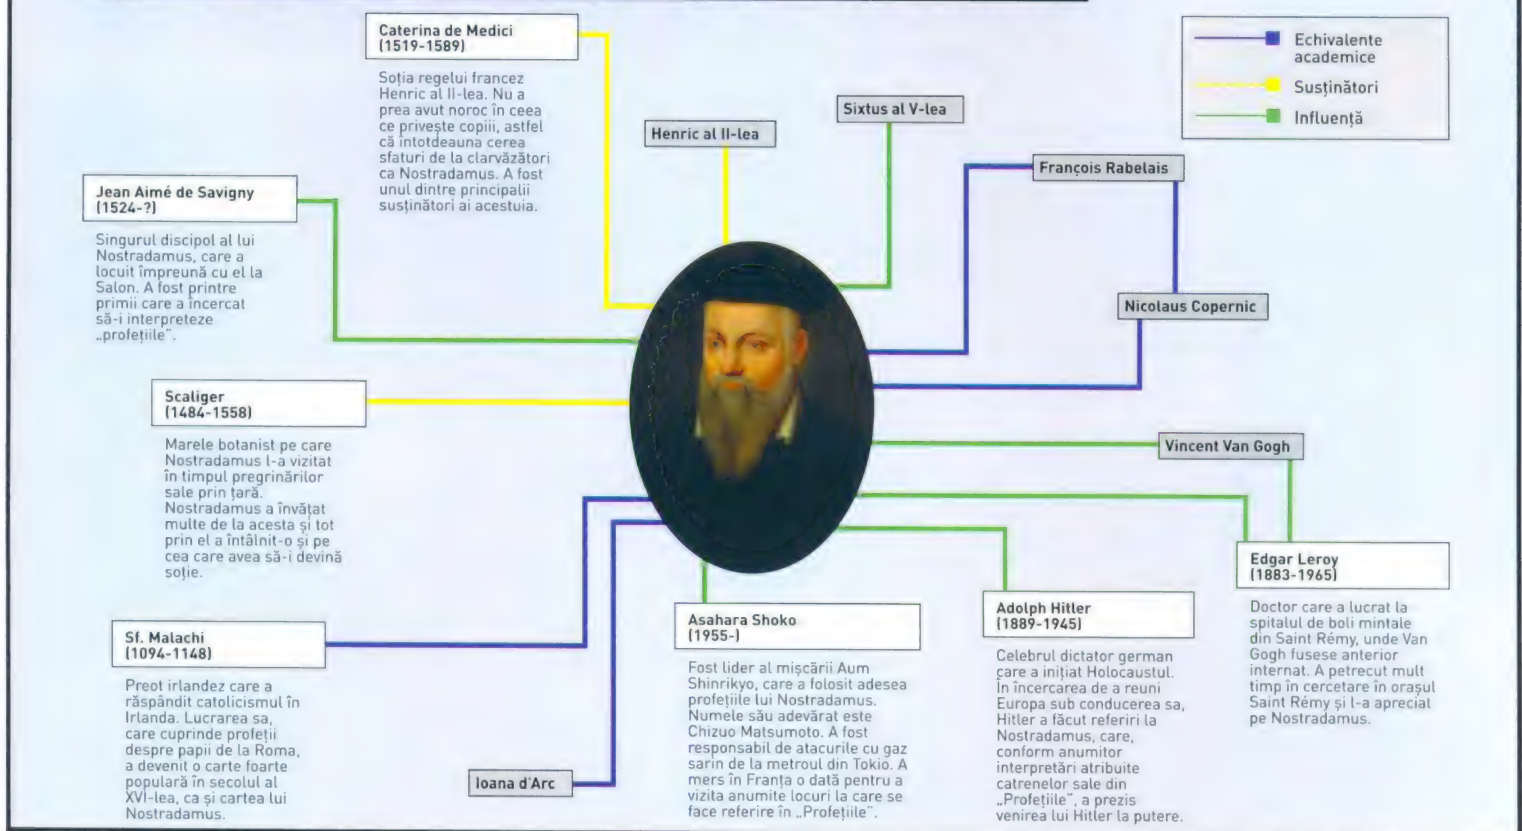 Caterina de Medici
(1519-1589)
Soția regelui francez
Henric al II-lea. Nu a
prea avut noroc în ceea
ce privește copiii, astfel
că întotdeauna cerea
sfaturi de la clarvăzători
ca Nostradamus. A fost
unul dintre principalii
susținători ai acestuia.
Henric al II-lea
Sixtus al V-lea
Echivalente
academice
Susținători
Influență
François Rabelais
Jean Aimé de Savigny
(1524-?)
Singurul discipol al lui
Nostradamus, care a
locuit împreună cu el la
Salon. A fost printre
primii care a încercat
să-i interpreteze
„profețiile”.
Nicolaus Copernic
Scaliger
(1484-1558)
Marele botanist pe care
Nostradamus l-a vizitat
în timpul pregrinărilor
sale prin țară.
Nostradamus a învățat
multe de la acesta și tot
prin el a întâlnit-o și pe
cea care avea să-i devină
soție.
Vincent Van Gogh
Edgar Leroy
(1883-1965)
Doctor care a lucrat la
spitalul de boli mintale
din Saint Rémy, unde Van
Gogh fusese anterior
internat. A petrecut mult
timp în cercetare în orașul
Saint Rémy și l-a apreciat
pe Nostradamus.
Sf. Malachi
(1094-1148)
Preot irlandez care a
răspândit catolicismul în
Irlanda. Lucrarea sa,
care cuprinde profeții
despre papii de la Roma,
a devenit o carte foarte
populară în secolul al
XVI-lea, ca și cartea lui
Nostradamus.
Ioana d'Arc
Asahara Shoko
(1955-)
Fost lider al mișcării Aum
Shinrikyo, care a folosit adesea
profețiile lui Nostradamus.
Numele său adevărat este
Chizuo Matsumoto. A fost
responsabil de atacurile cu gaz
sarin de la metroul din Tokio. A
mers în Franța o dată pentru a
vizita anumite locuri la care se
face referire în „Profețiile”.
Adolph Hitler
(1889-1945)
Celebrul dictator german
care a inițiat Holocaustul.
În încercarea de a reuni
Europa sub conducerea sa,
Hitler a făcut referiri la
Nostradamus, care,
conform anumitor
interpretări atribuite
catrenelor sale din
„Profețiile”, a prezis
venirea lui Hitler la putere.